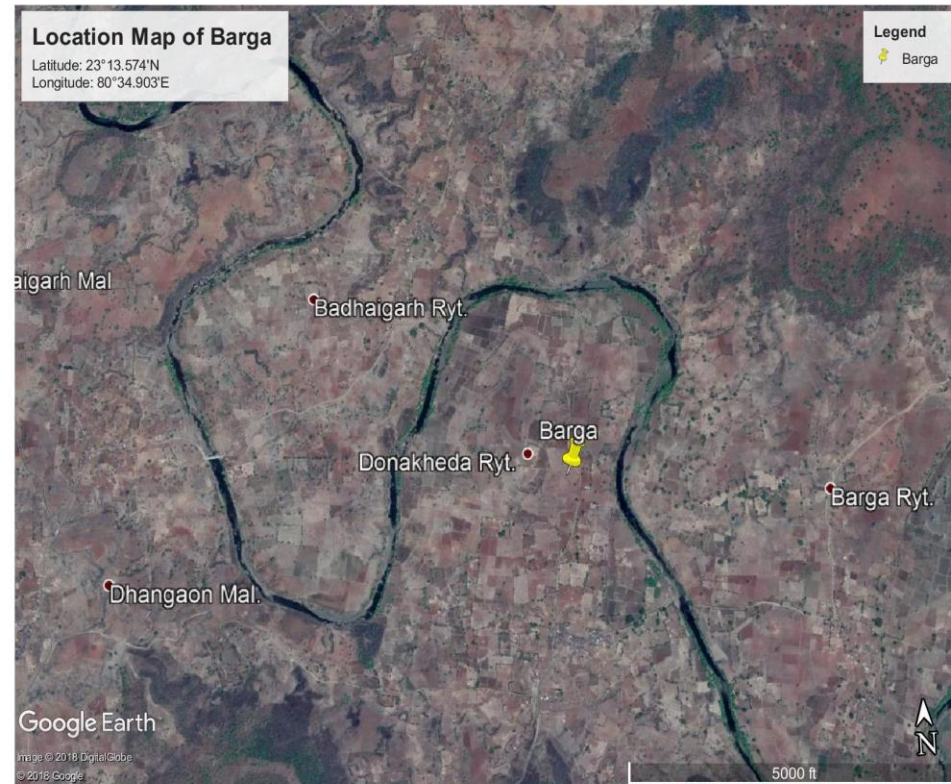 Location Map of Barga
Latitude: 23°13.574'N
Longitude: 80°34.903'E
Legend
Barga
aigarh Mal
Badhaigarh Ryt.
Barga
Donakheda Ryt.
Barga Ryt.
Dhangaon Mal.
Google Earth
Image © 2018 DigitalGlobe
© 2018 Google
5000 ft
N